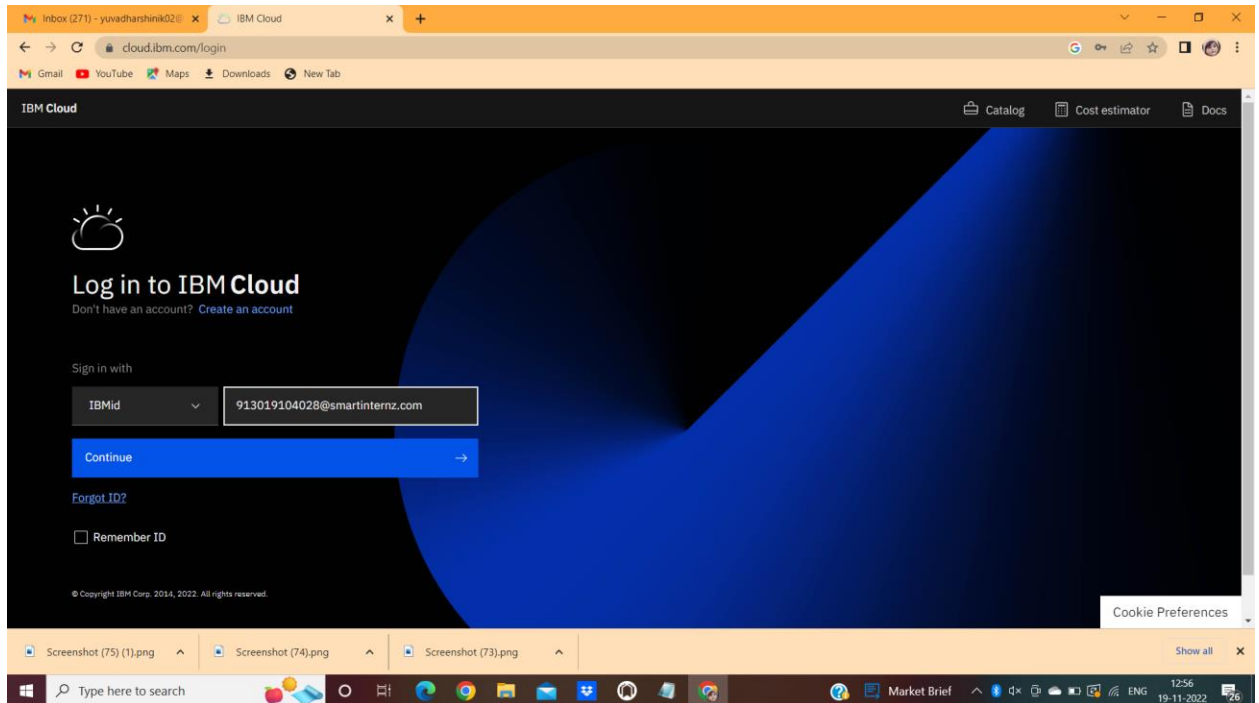 Inbox (271) - yuvadharshinik02@ IBM Cloud
cloud.ibm.com/login
Gmail YouTube Maps Downloads New Tab
IBM Cloud Catalog Cost estimator Docs
Log in to IBM Cloud
Don't have an account? Create an account
Sign in with
IBMid 913019104028@smartinternz.com
Continue
Forgot ID?
Remember ID
© Copyright IBM Corp. 2014, 2022. All rights reserved.
Cookie Preferences
Screenshot (75) (1).png Screenshot (74).png Screenshot (73).png Show all
Type here to search Market Brief ENG 12:56
19-11-2022 26